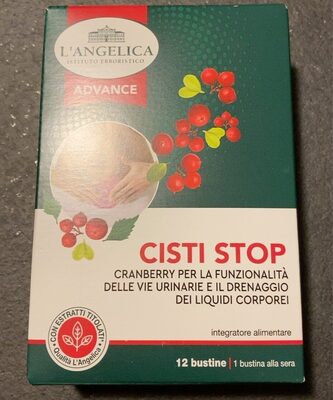 L'ANGELICA
ISTITUTO ERBORISTICO
ADVANCE
CISTI STOP
CRANBERRY PER LA FUNZIONALITÀ
DELLE VIE URINARIE E IL DRENAGGIO
DEI LIQUIDI CORPOREI
integratore alimentare
CON ESTRATTI TITOLATI
Qualità L'Angelica
12 bustine | 1 bustina alla sera